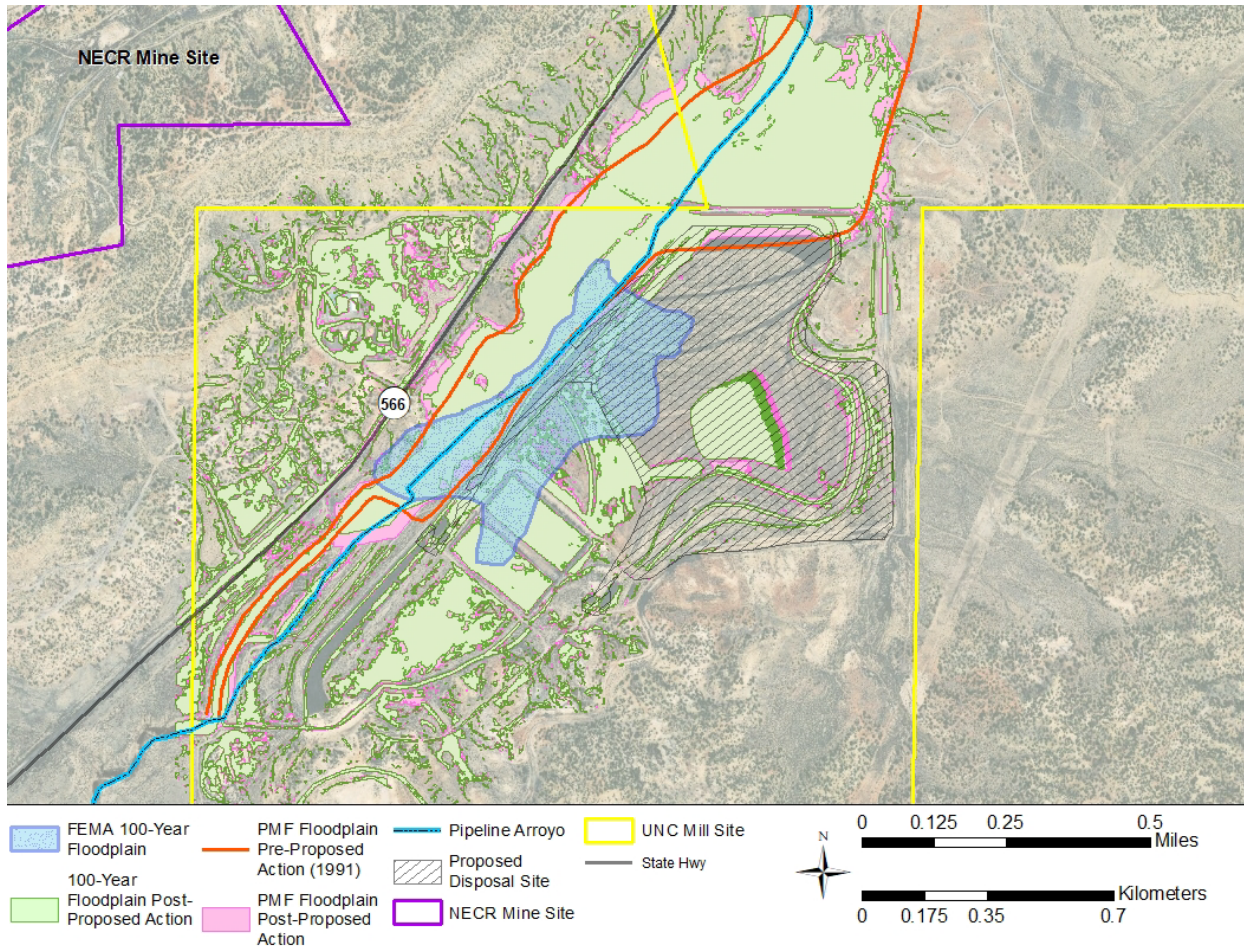 NECR Mine Site
566
FEMA 100-Year
Floodplain
100-Year
Floodplain Post-
Proposed Action
PMF Floodplain
Pre-Proposed
Action (1991)
PMF Floodplain
Post-Proposed
Action
Pipeline Arroyo
Proposed
Disposal Site
NECR Mine Site
UNC Mill Site
State Hwy
N
0 0.125 0.25 0.5
Miles
Kilometers
0 0.175 0.35 0.7